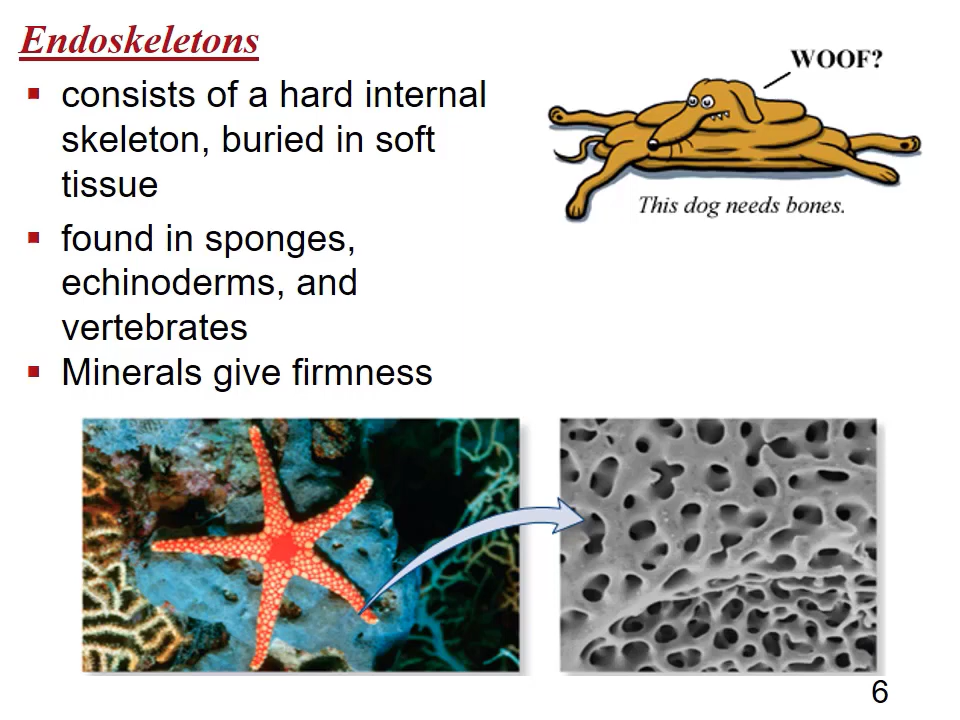 Endoskeletons
▪ consists of a hard internal
skeleton, buried in soft
tissue
▪ found in sponges,
echinoderms, and
vertebrates
▪ Minerals give firmness
WOOF?
This dog needs bones.
6